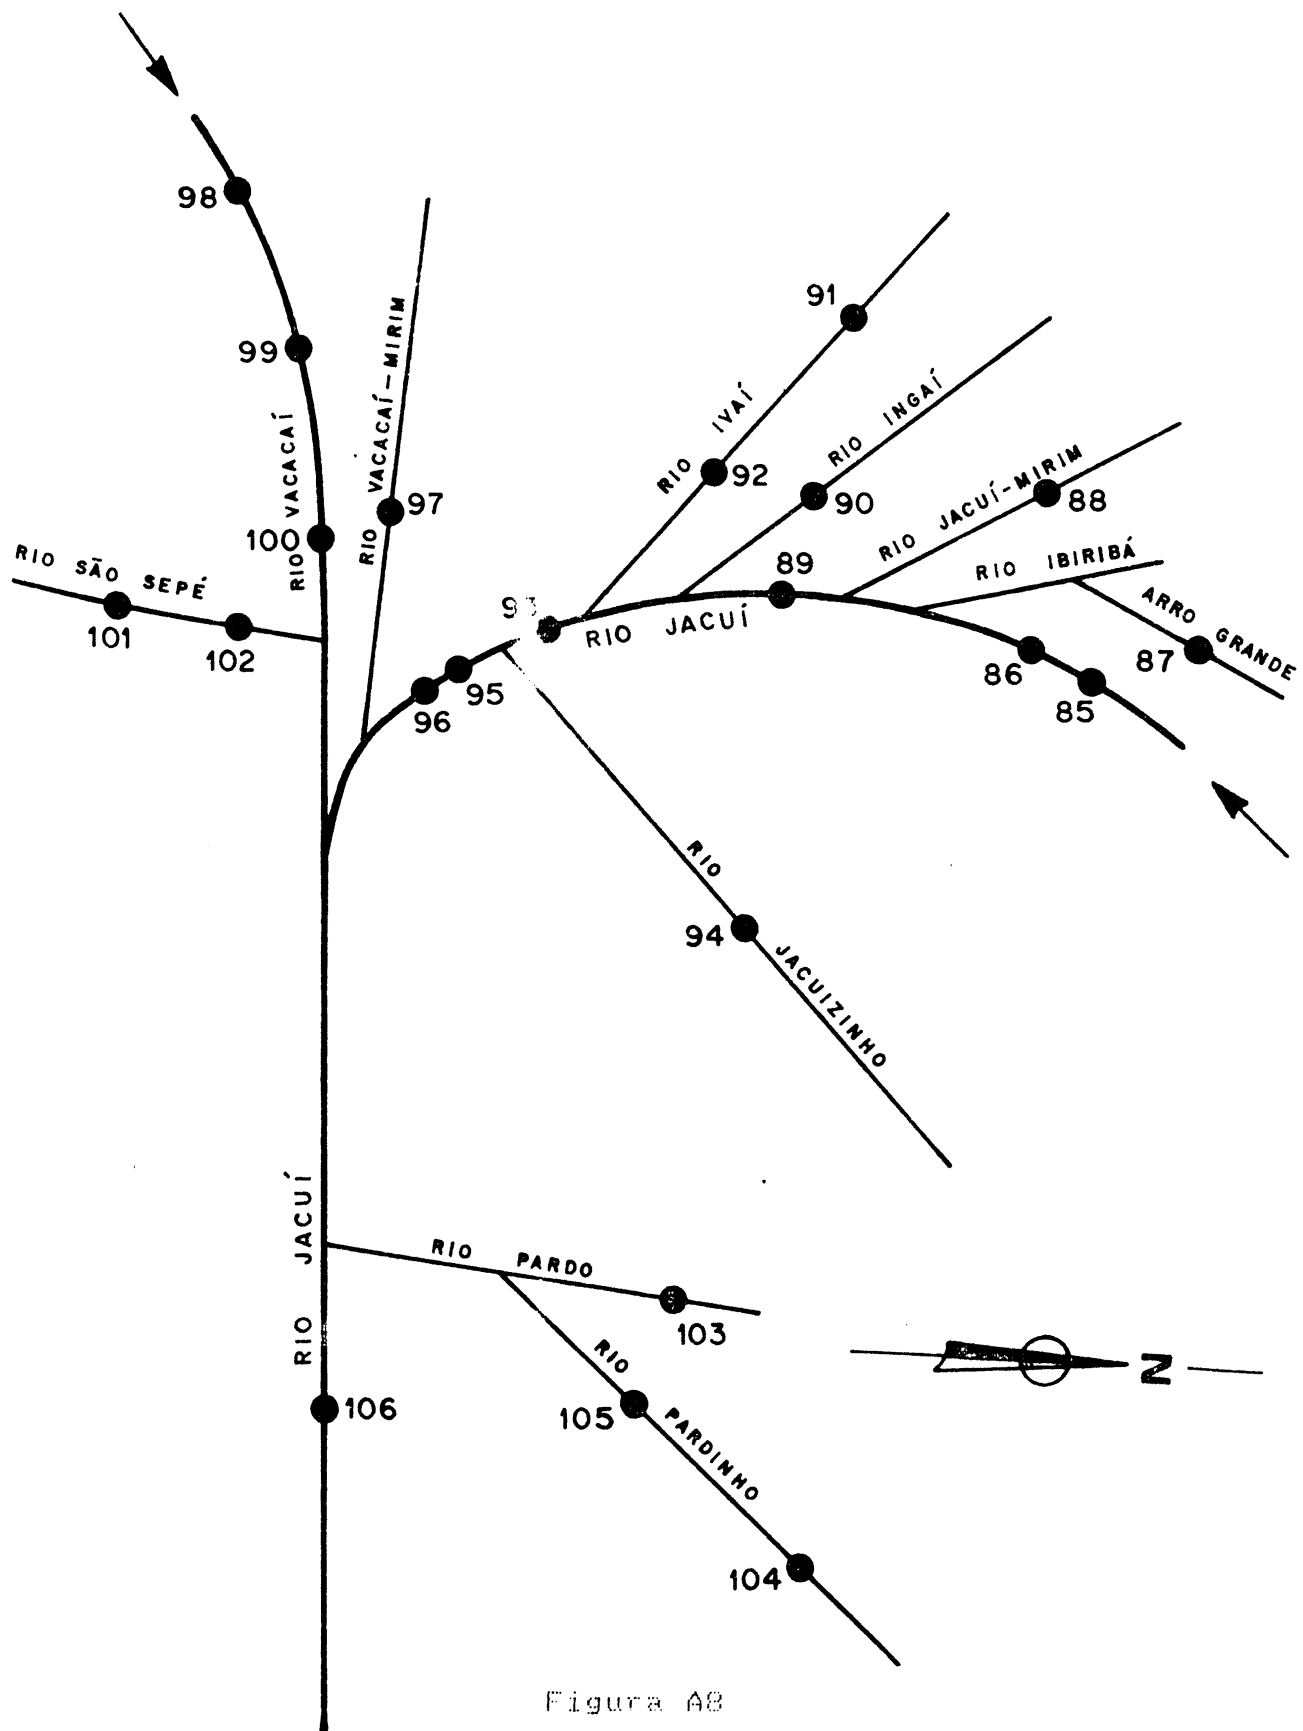 98
99
RIO VACACAÍ
100
RIO SÃO SEPÉ
101
102
RIO VACACAÍ-MIRIM
97
91
RIO IVAÍ
92
RIO INGAÍ
90
RIO JACUÍ-MIRIM
88
89
RIO IBIRIBÁ
ARRO GRANDE
87
86
85
93
RIO JACUÍ
95
96
RIO JACUIZINHO
94
RIO JACUÍ
RIO PARDO
103
RIO PARDINHO
105
104
106
N
Figura A8